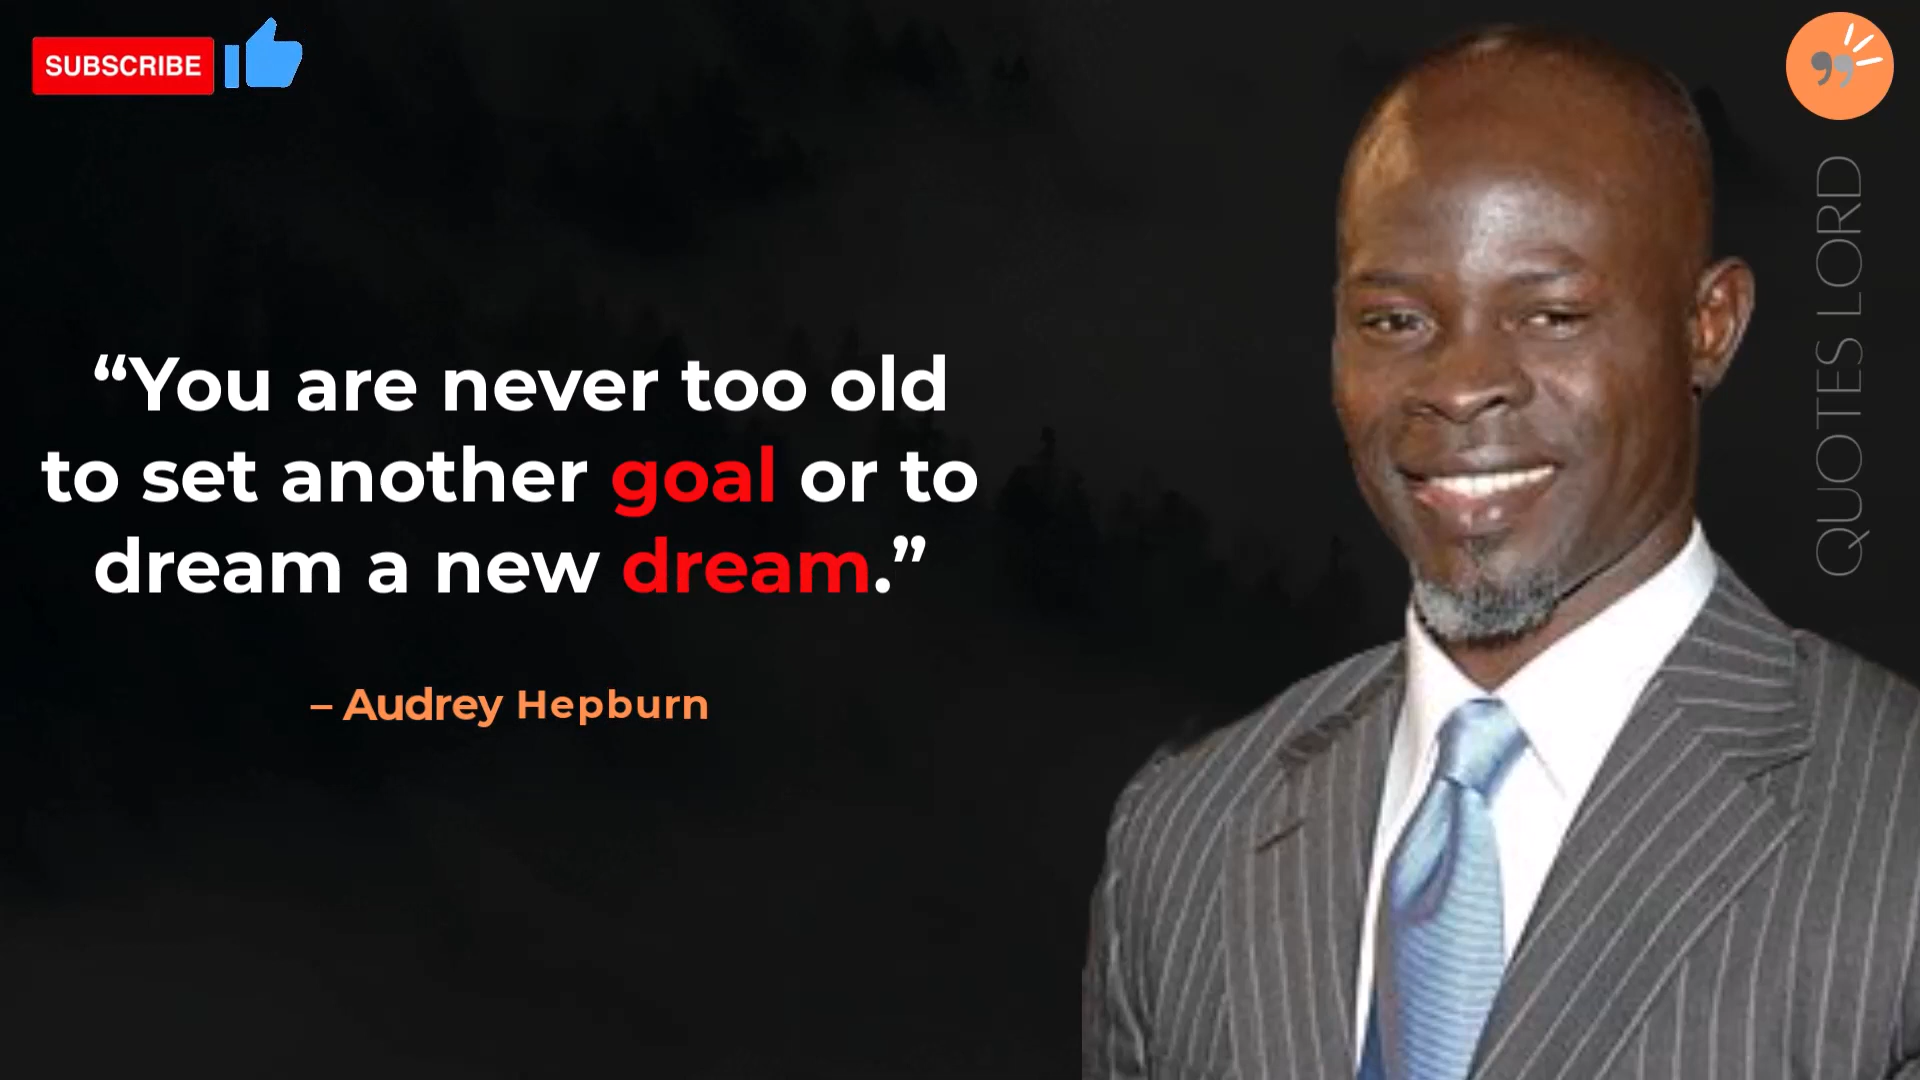 SUBSCRIBE
“You are never too old
to set another goal or to
dream a new dream.”
– Audrey Hepburn
QUOTES LORD